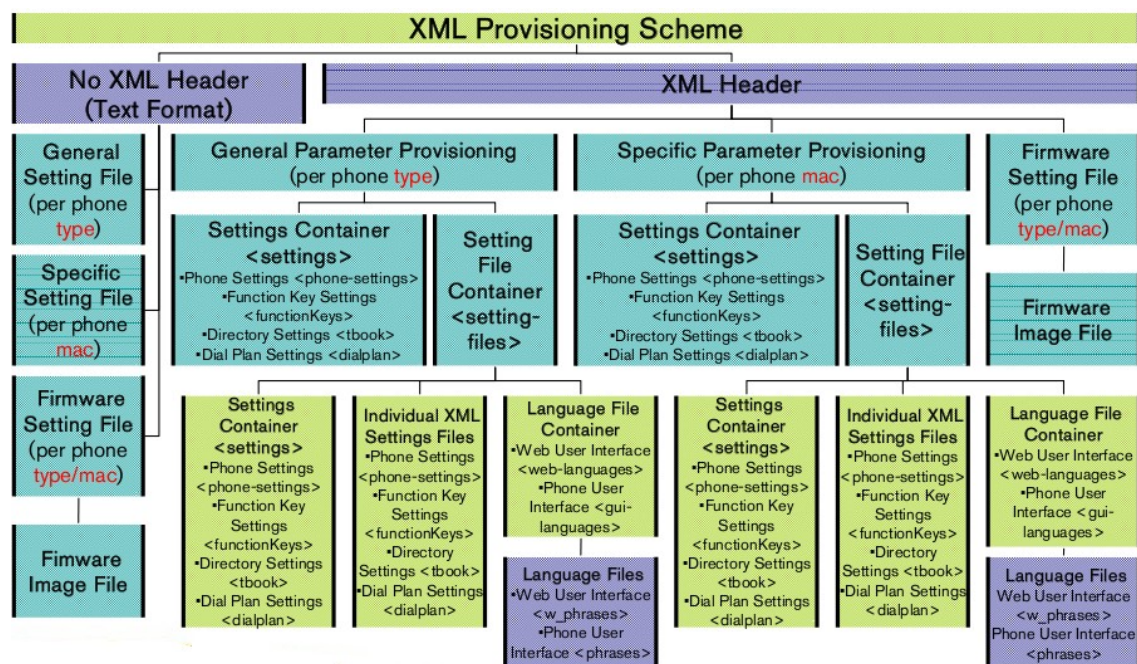 XML Provisioning Scheme
No XML Header
(Text Format)
XML Header
General
Setting File
(per phone
type)
Specific
Setting File
(per phone
mac)
Firmware
Setting File
(per phone
type/mac)
Fimware
Image File
General Parameter Provisioning
(per phone type)
Settings Container
<settings>
▪Phone Settings <phone-settings>
▪Function Key Settings
<functionKeys>
▪Directory Settings <tbook>
▪Dial Plan Settings <dialplan>
Setting
File
Container
<setting-
files>
Settings
Container
<settings>
▪Phone Settings
<phone-settings>
▪Function Key
Settings
<functionKeys>
▪Directory Settings
<tbook>
▪Dial Plan Settings
<dialplan>
Individual XML
Settings Files
▪Phone Settings
<phone-settings>
▪Function Key
Settings
<functionKeys>
▪Directory
Settings <tbook>
▪Dial Plan Settings
<dialplan>
Language File
Container
▪Web User Interface
<web-languages>
▪Phone User
Interface <gui-
languages>
Language Files
▪Web User Interface
<w_phrases>
▪Phone User
Interface <phrases>
Specific Parameter Provisioning
(per phone mac)
Settings Container
<settings>
▪Phone Settings <phone-settings>
▪Function Key Settings
<functionKeys>
▪Directory Settings <tbook>
▪Dial Plan Settings <dialplan>
Setting File
Container
<setting-
files>
Settings
Container
<settings>
▪Phone Settings
<phone-settings>
▪Function Key
Settings
<functionKeys>
▪Directory Settings
<tbook>
▪Dial Plan Settings
<dialplan>
Individual XML
Settings Files
▪Phone Settings
<phone-settings>
▪Function Key
Settings
<functionKeys>
▪Directory
Settings <tbook>
▪Dial Plan Settings
<dialplan>
Language File
Container
▪Web User Interface
<web-languages>
▪Phone User
Interface <gui-
languages>
Language Files
Web User Interface
<w_phrases>
Phone User Interface
<phrases>
Firmware
Setting File
(per phone
type/mac)
Firmware
Image File